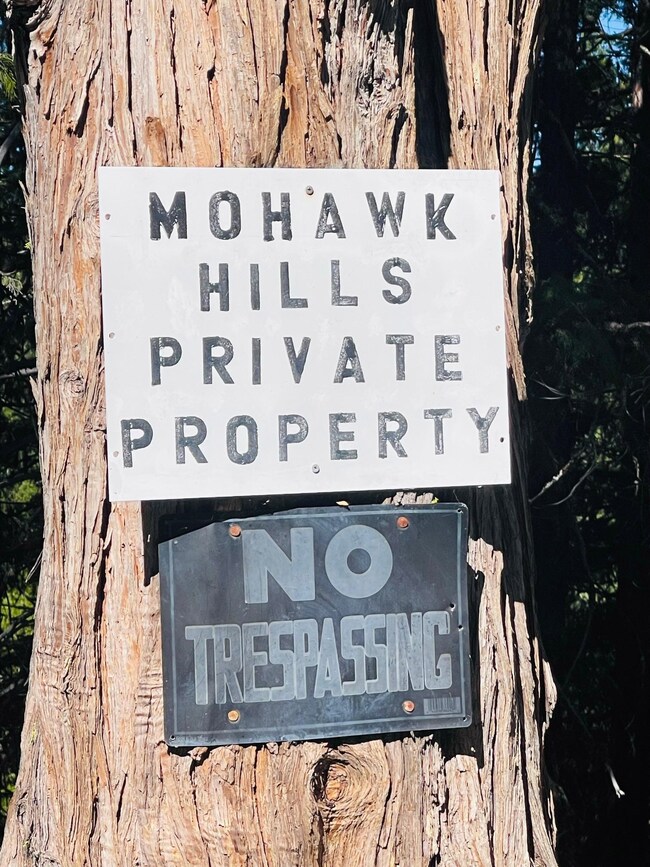 MOHAWK
HILLS
PRIVATE
PROPERTY
NO
TRESPASSING